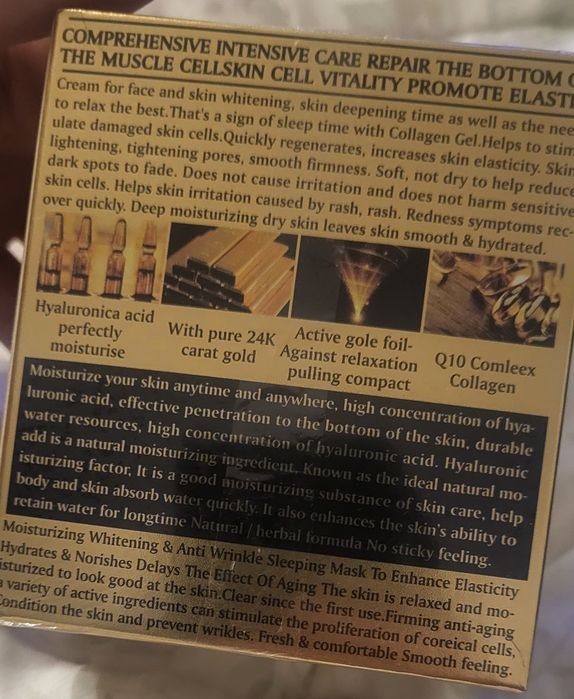 COMPREHENSIVE INTENSIVE CARE REPAIR THE BOTTOM
THE MUSCLE CELLSKIN CELL VITALITY PROMOTE ELASTI
Cream for face and skin whitening, skin deepening time as well as the nee
to relax the best.That's a sign of sleep time with Collagen Gel.Helps to stim
ulate damaged skin cells.Quickly regenerates, increases skin elasticity. Skin
lightening, tightening pores, smooth firmness. Soft, not dry to help reduce
dark spots to fade. Does not cause irritation and does not harm sensitive
skin cells. Helps skin irritation caused by rash, rash. Redness symptoms rec-
over quickly. Deep moisturizing dry skin leaves skin smooth & hydrated.
Hyaluronica acid
perfectly
moisturise
With pure 24K
carat gold
Active gole foil-
Against relaxation
pulling compact
Q10 Comleex
Collagen
Moisturize your skin anytime and anywhere, high concentration of hya-
luronic acid, effective penetration to the bottom of the skin, durable
water resources, high concentration of hyaluronic acid. Hyaluronic
add is a natural moisturizing ingredient. Known as the ideal natural mo-
isturizing factor, It is a good moisturizing substance of skin care, help
body and skin absorb water quickly. It also enhances the skin's ability to
retain water for longtime Natural / herbal formula No sticky feeling.
Moisturizing Whitening & Anti Wrinkle Sleeping Mask To Enhance Elasticity
Hydrates & Norishes Delays The Effect Of Aging The skin is relaxed and mo-
isturized to look good at the skin.Clear since the first use.Firming anti-aging
a variety of active ingredients can stimulate the proliferation of coreical cells,
Condition the skin and prevent wrikles. Fresh & comfortable Smooth feeling.